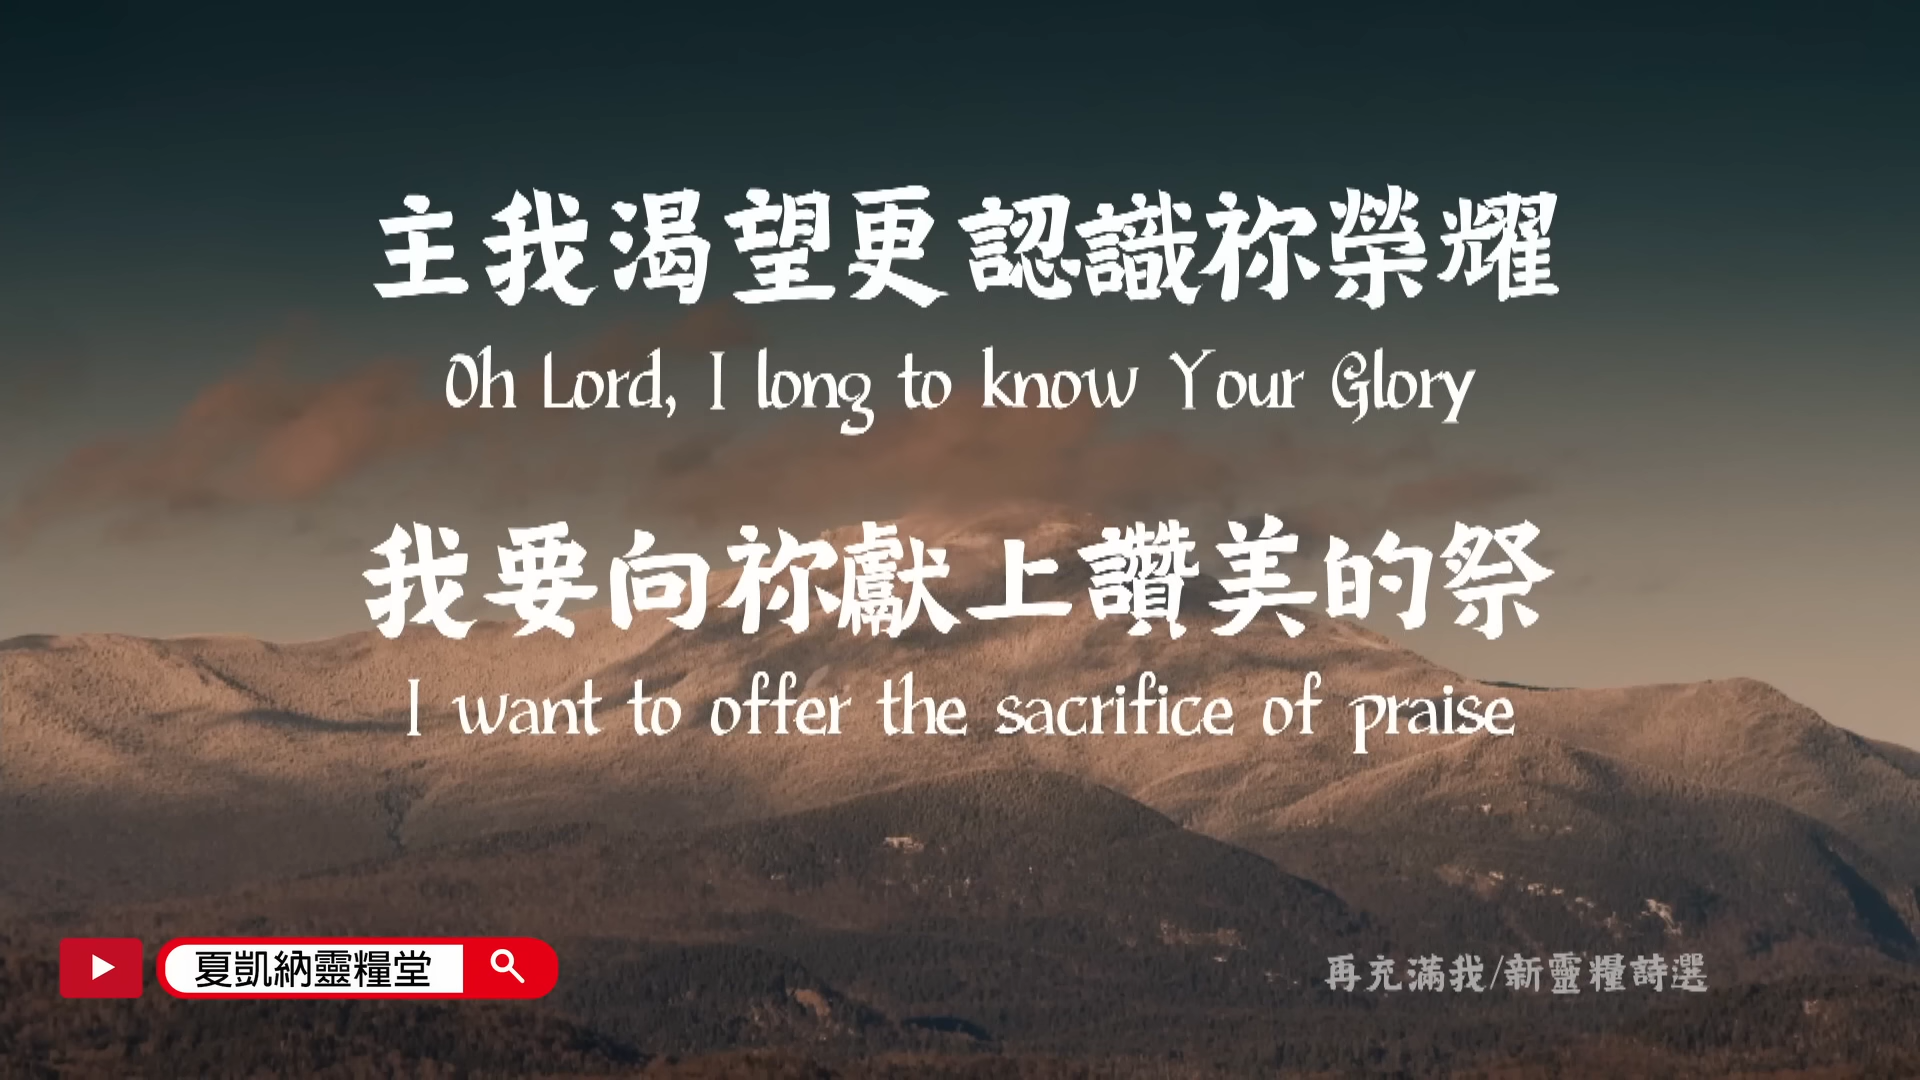 主我渴望更認識祢榮耀
Oh Lord, I long to know Your Glory
我要向祢獻上讚美的祭
I want to offer the sacrifice of praise
夏凱納靈糧堂
再充滿我/新靈糧詩選